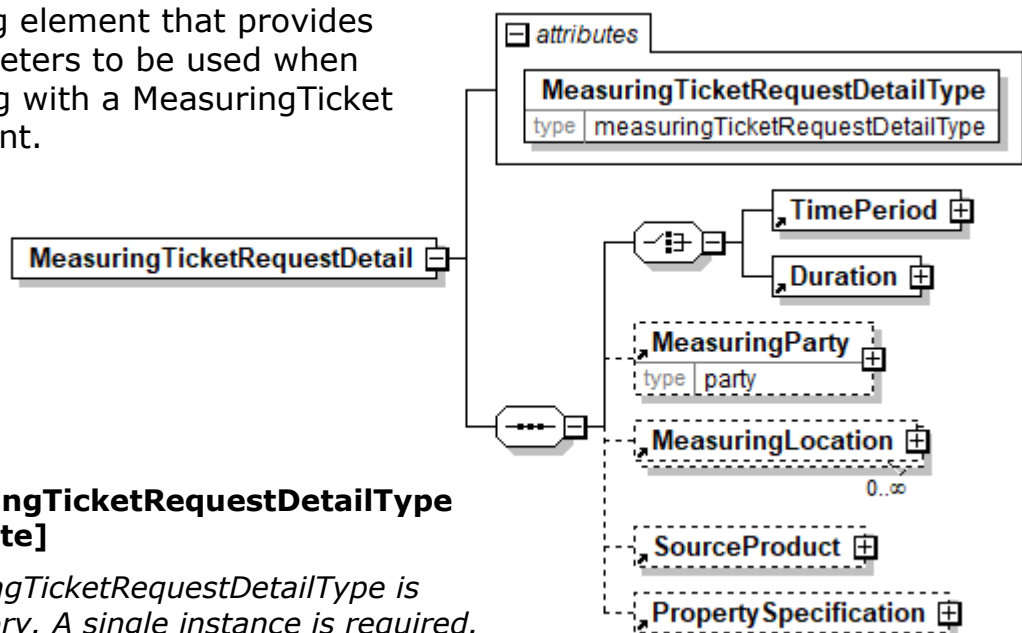 g element that provides
eters to be used when
g with a MeasuringTicket
nt.
attributes
MeasuringTicketRequestDetailType
type measuringTicketRequestDetailType
MeasuringTicketRequestDetail
TimePeriod
Duration
MeasuringParty
type party
MeasuringLocation
0..∞
SourceProduct
PropertySpecification
ngTicketRequestDetailType
te]
ngTicketRequestDetailType is
ory. A single instance is required.